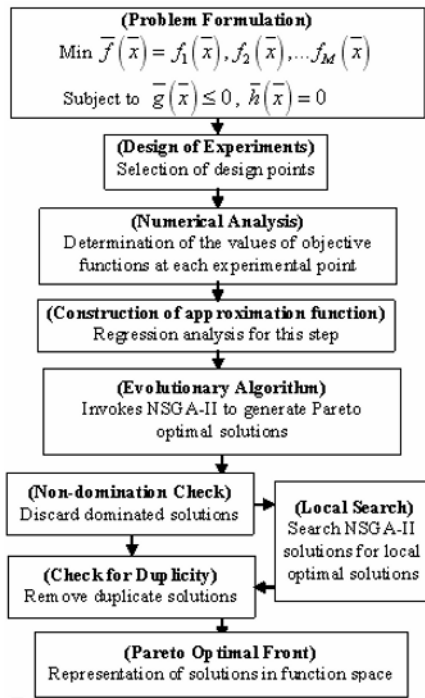 (Problem Formulation)
Min f̅(x̅) = f₁(x̅), f₂(x̅), ...f_M(x̅)
Subject to g̅(x̅) ≤ 0 , h̅(x̅) = 0
(Design of Experiments)
Selection of design points
(Numerical Analysis)
Determination of the values of objective
functions at each experimental point
(Construction of approximation function)
Regression analysis for this step
(Evolutionary Algorithm)
Invokes NSGA-II to generate Pareto
optimal solutions
(Non-domination Check)
Discard dominated solutions
(Local Search)
Search NSGA-II
solutions for local
optimal solutions
(Check for Duplicity)
Remove duplicate solutions
(Pareto Optimal Front)
Representation of solutions in function space